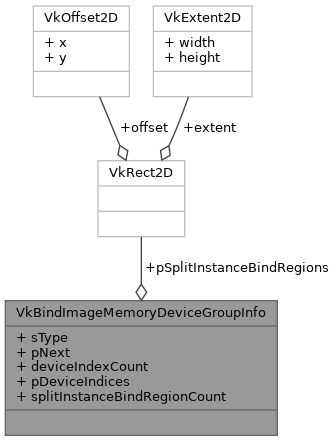 VkOffset2D
+ x
+ y
VkExtent2D
+ width
+ height
+offset
+extent
VkRect2D
+pSplitInstanceBindRegions
VkBindImageMemoryDeviceGroupInfo
+ sType
+ pNext
+ deviceIndexCount
+ pDeviceIndices
+ splitInstanceBindRegionCount